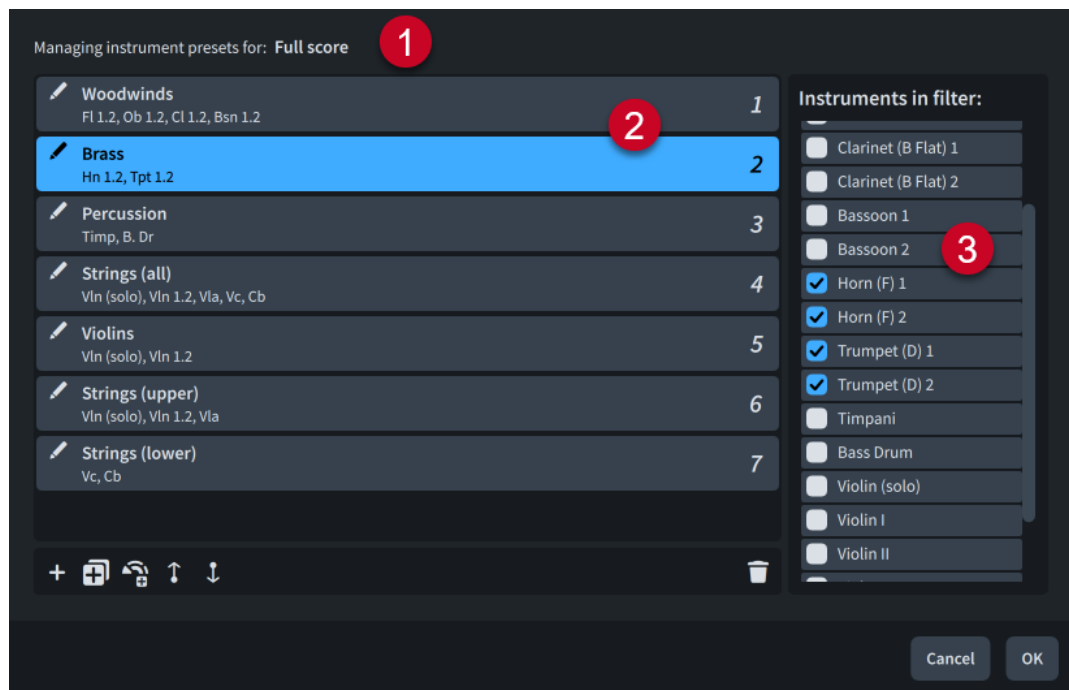 Managing instrument presets for: Full score
1
Woodwinds
Fl 1.2, Ob 1.2, Cl 1.2, Bsn 1.2
1
2
Brass
Hn 1.2, Tpt 1.2
2
Percussion
Timp, B. Dr
3
Strings (all)
Vln (solo), Vln 1.2, Vla, Vc, Cb
4
Violins
Vln (solo), Vln 1.2
5
Strings (upper)
Vln (solo), Vln 1.2, Vla
6
Strings (lower)
Vc, Cb
7
Instruments in filter:
Clarinet (B Flat) 1
Clarinet (B Flat) 2
Bassoon 1
Bassoon 2
3
Horn (F) 1
Horn (F) 2
Trumpet (D) 1
Trumpet (D) 2
Timpani
Bass Drum
Violin (solo)
Violin I
Violin II
Cancel
OK